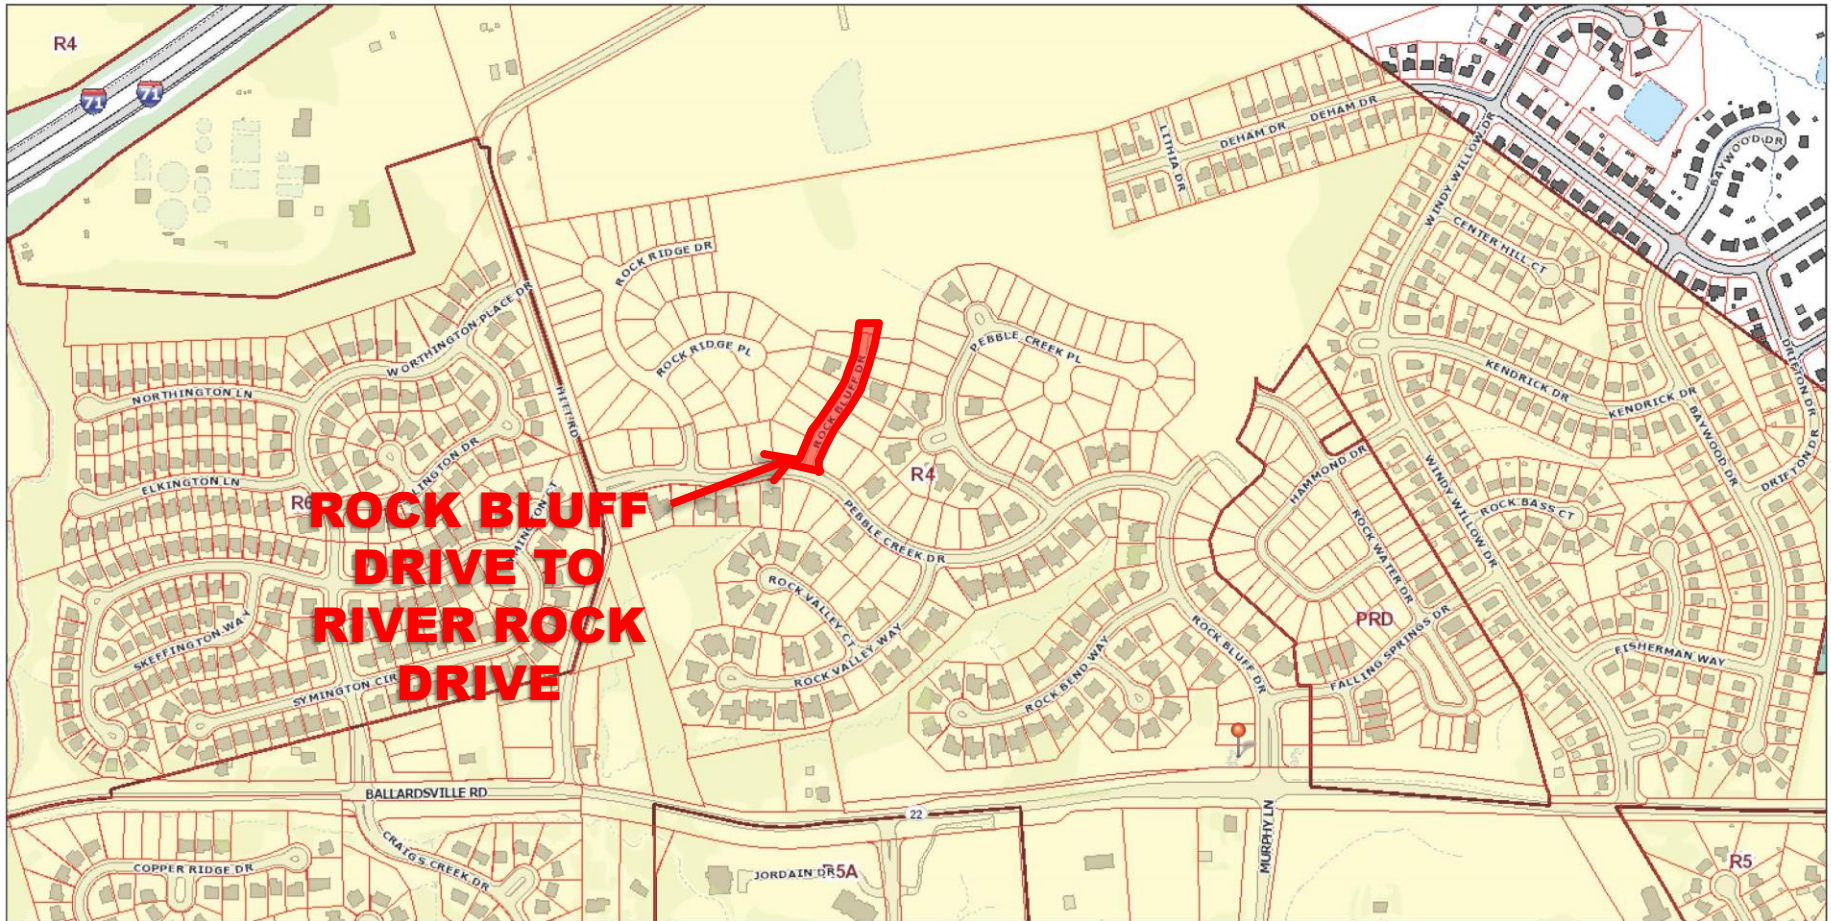 R4
71
71
LITHIA DR
DEHAM DR
DEHAM DR
WINDY WILLOW DR
BAYWOOD DR
CENTER HILL CT
ROCK RIDGE DR
WORTHINGTON PLACE DR
ROCK RIDGE PL
PEBBLE CREEK PL
ROCK BLUFF DR
NORTHINGTON LN
KENDRICK DR
KENDRICK DR
DRIFTON DR
BAYWOOD DR
DRIFTON DR
ELKINGTON LN
R4
HAMMOND DR
WINDY WILLOW DR
ROCK BASS CT
ROCK BLUFF
DRIVE TO
RIVER ROCK
DRIVE
PEBBLE CREEK DR
ROCK WATER DR
ROCK VALLEY CT
ROCK VALLEY WAY
SKEFFINGTON WAY
SYMINGTON CIR
ROCK BEND WAY
ROCK BLUFF DR
PRD
FALLING SPRINGS DR
FISHERMAN WAY
BALLARDSVILLE RD
22
MURPHY LN
COPPER RIDGE DR
CRAIGS CREEK DR
JORDAIN DR
R5A
R5